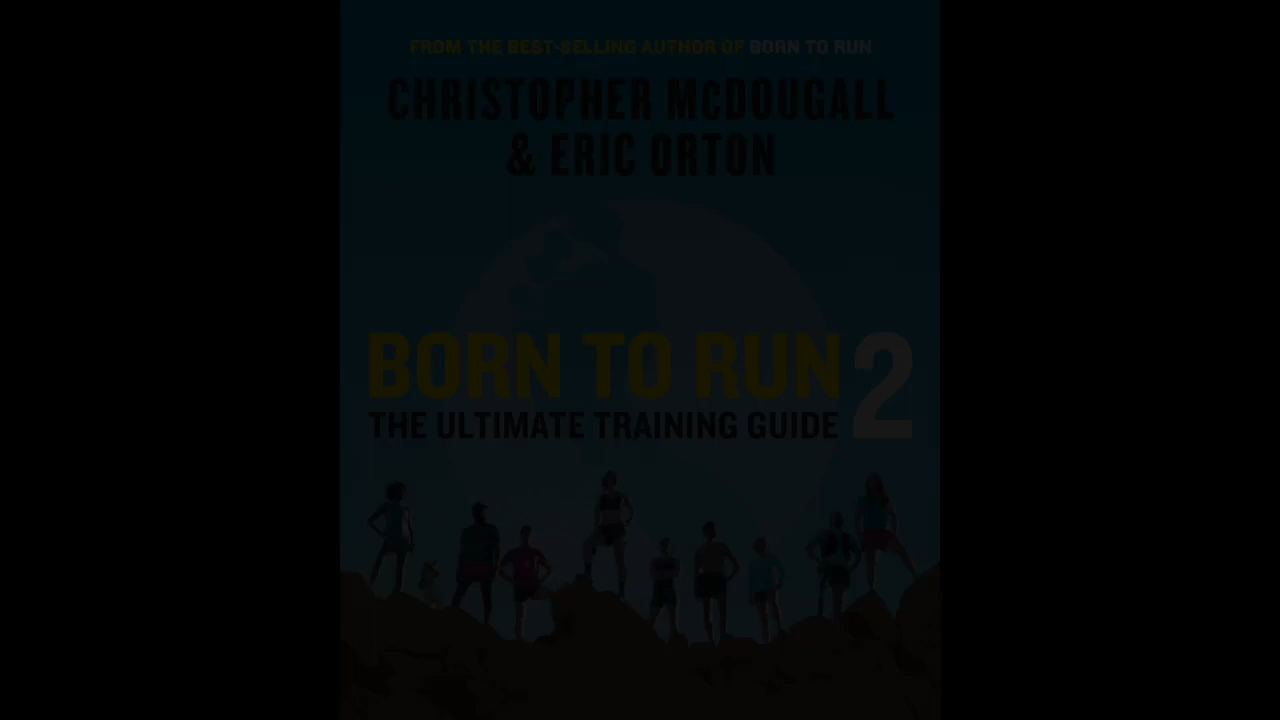 FROM THE BEST-SELLING AUTHOR OF BORN TO RUN
CHRISTOPHER McDOUGALL
& ERIC ORTON
BORN TO RUN 2
THE ULTIMATE TRAINING GUIDE